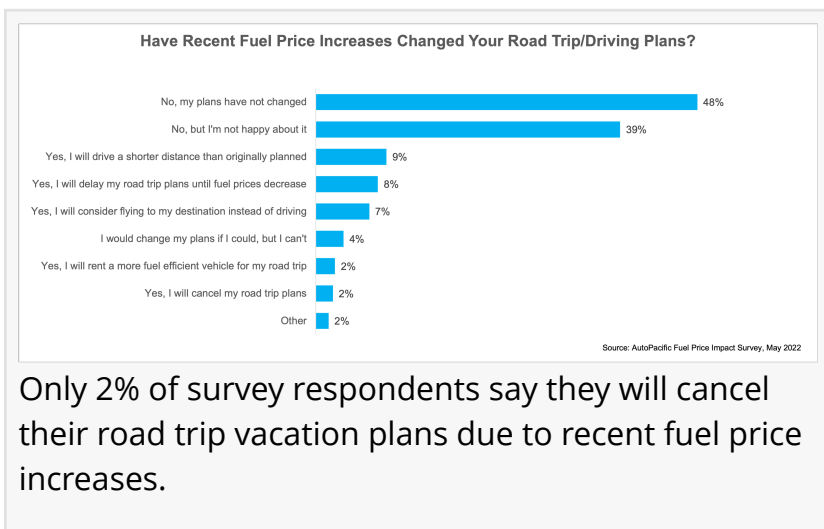 Have Recent Fuel Price Increases Changed Your Road Trip/Driving Plans?
No, my plans have not changed 48%
No, but I'm not happy about it 39%
Yes, I will drive a shorter distance than originally planned 9%
Yes, I will delay my road trip plans until fuel prices decrease 8%
Yes, I will consider flying to my destination instead of driving 7%
I would change my plans if I could, but I can't 4%
Yes, I will rent a more fuel efficient vehicle for my road trip 2%
Yes, I will cancel my road trip plans 2%
Other 2%
Source: AutoPacific Fuel Price Impact Survey, May 2022
Only 2% of survey respondents say they will cancel
their road trip vacation plans due to recent fuel price
increases.